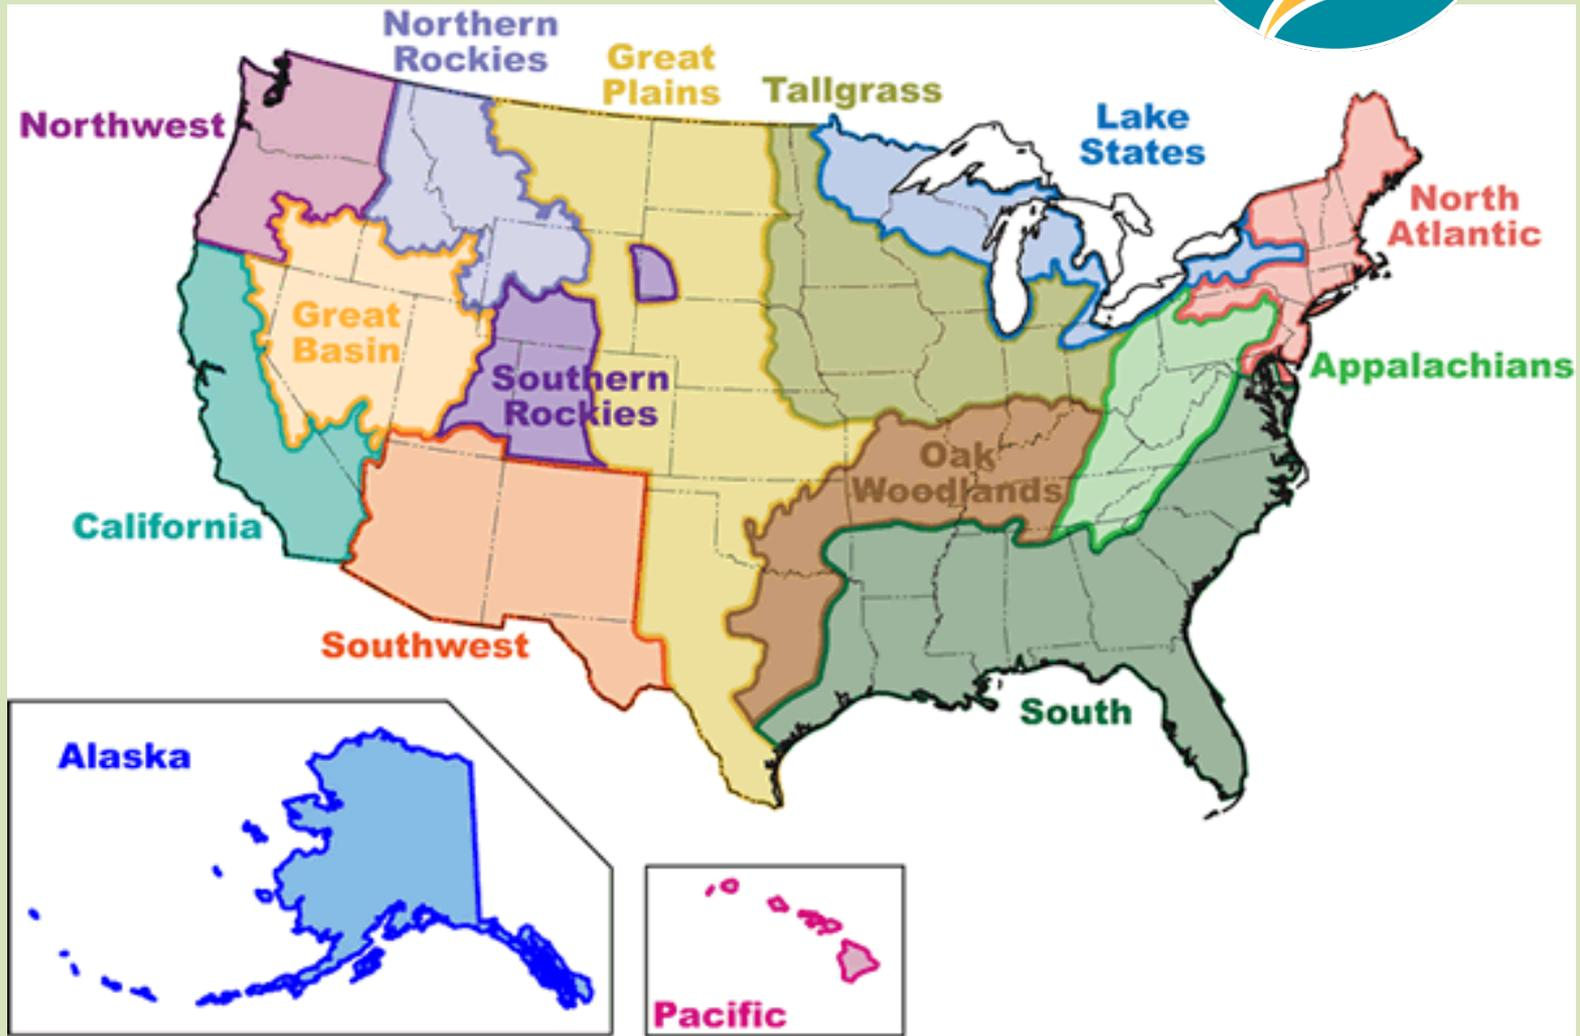 Northern
Rockies
Great
Plains
Tallgrass
Northwest
Lake
States
North
Atlantic
Great
Basin
Southern
Rockies
Appalachians
Oak
Woodlands
California
Southwest
South
Alaska
Pacific